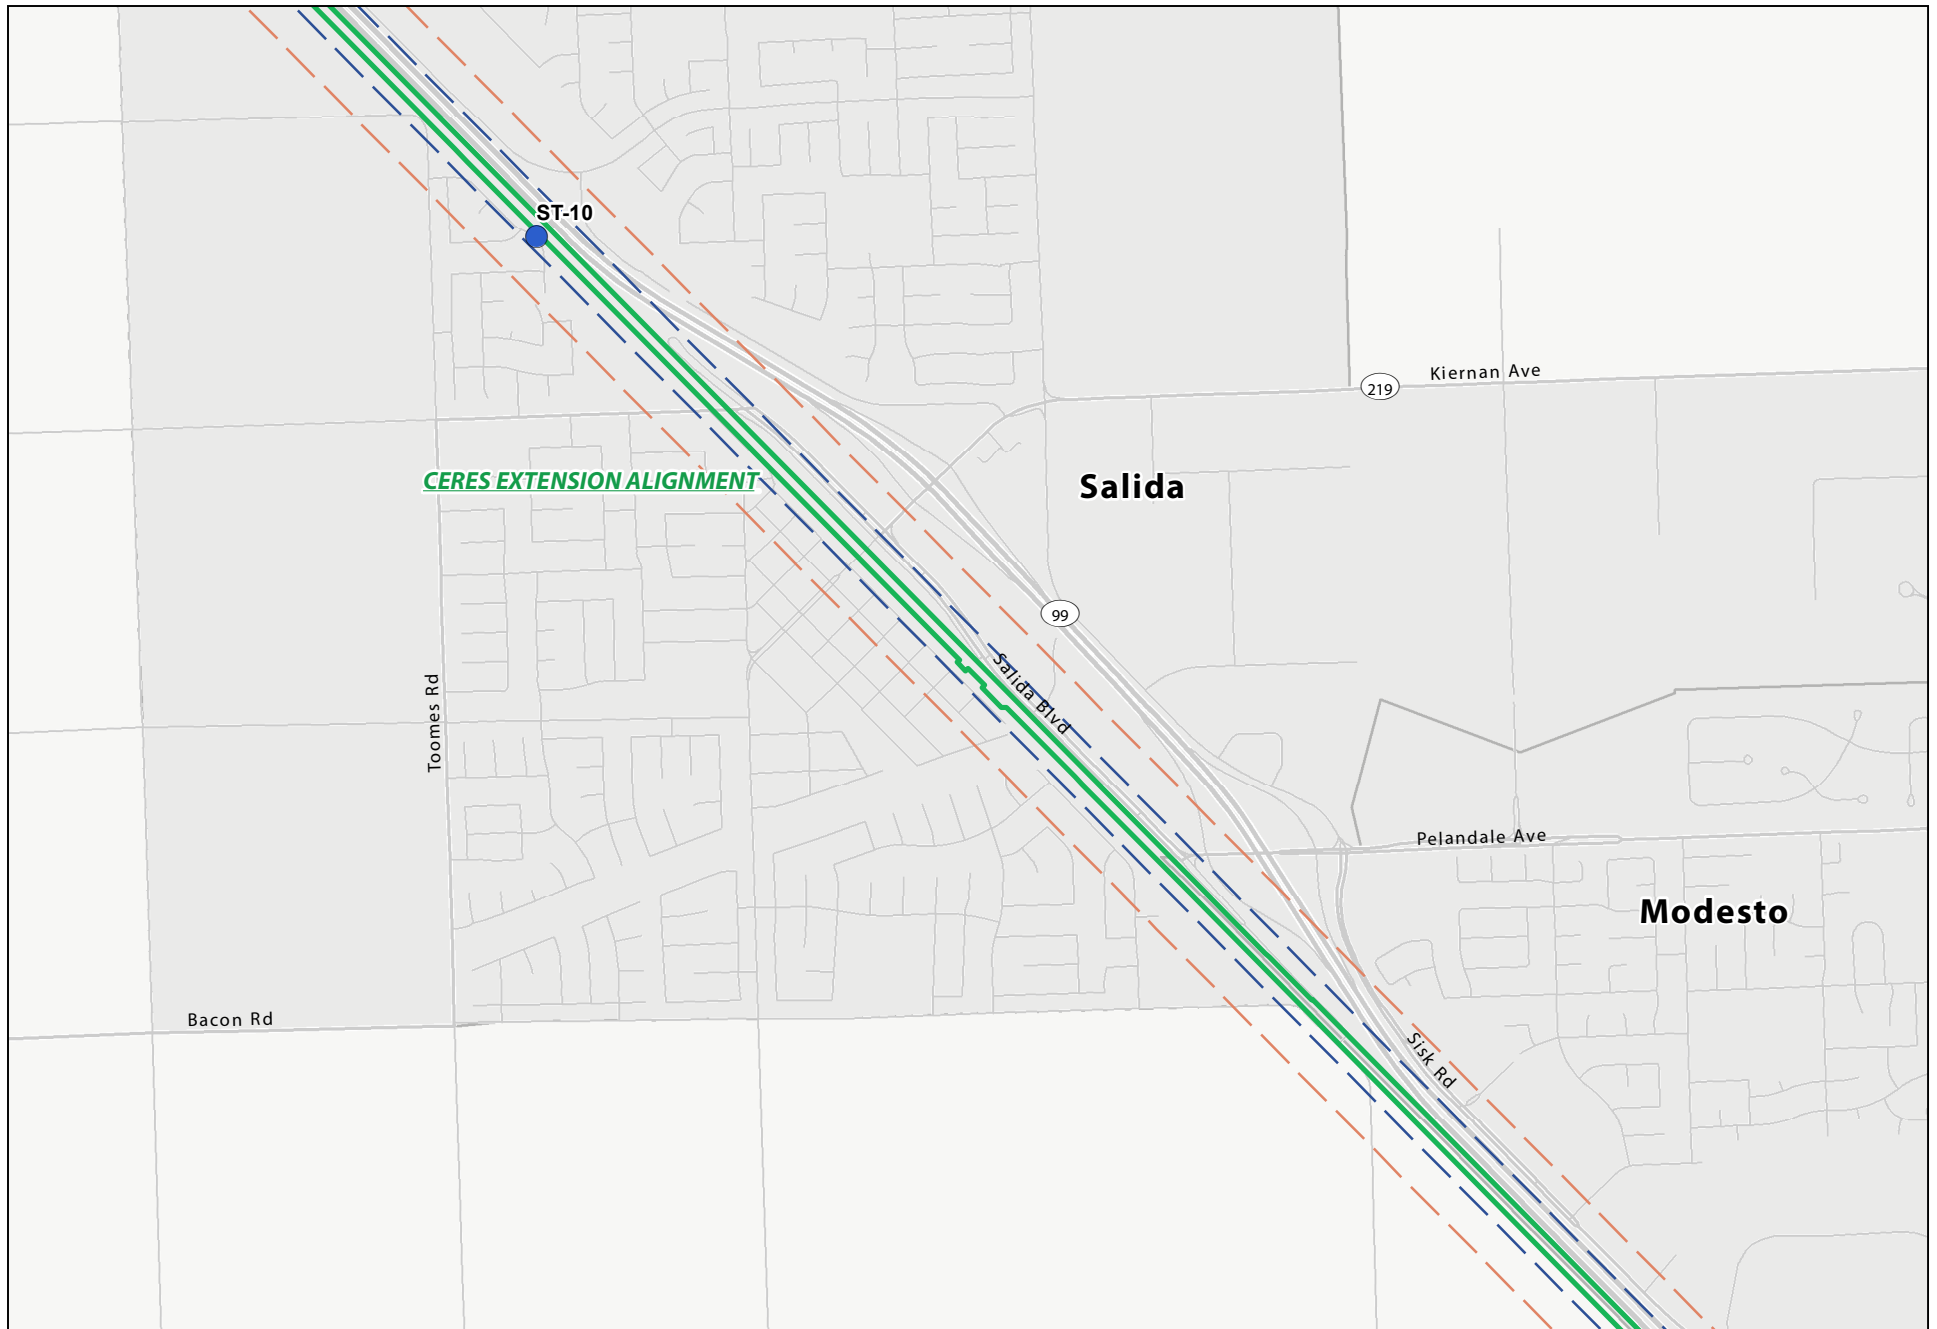 ST-10
Kiernan Ave
219
CERES EXTENSION ALIGNMENT
Salida
99
Salida Blvd
Toomes Rd
Pelandale Ave
Modesto
Bacon Rd
Sisk Rd